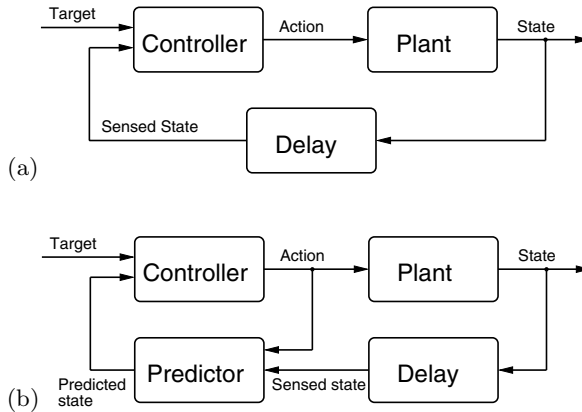 Target
Controller
Action
Plant
State
Sensed State
Delay
(a)
Target
Controller
Action
Plant
State
Predicted
state
Predictor
Sensed state
Delay
(b)